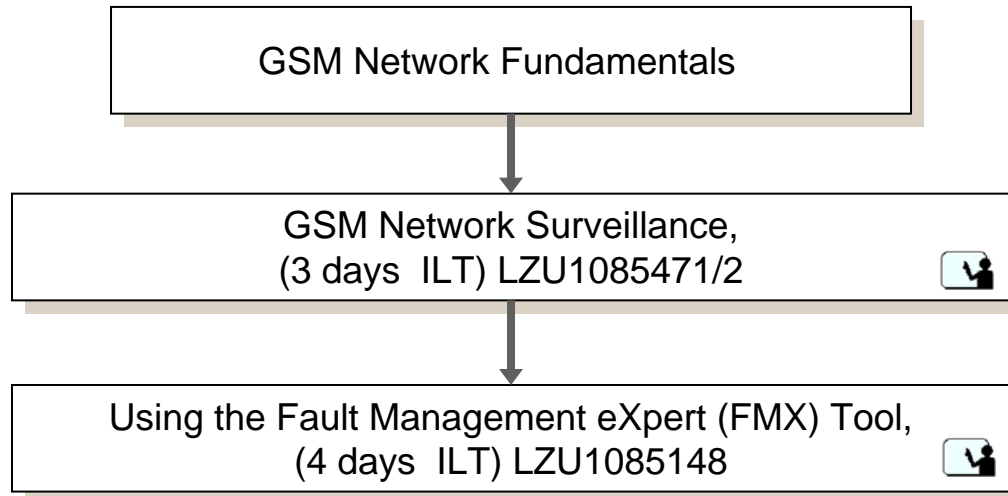 GSM Network Fundamentals
GSM Network Surveillance,
(3 days ILT) LZU1085471/2
Using the Fault Management eXpert (FMX) Tool,
(4 days ILT) LZU1085148